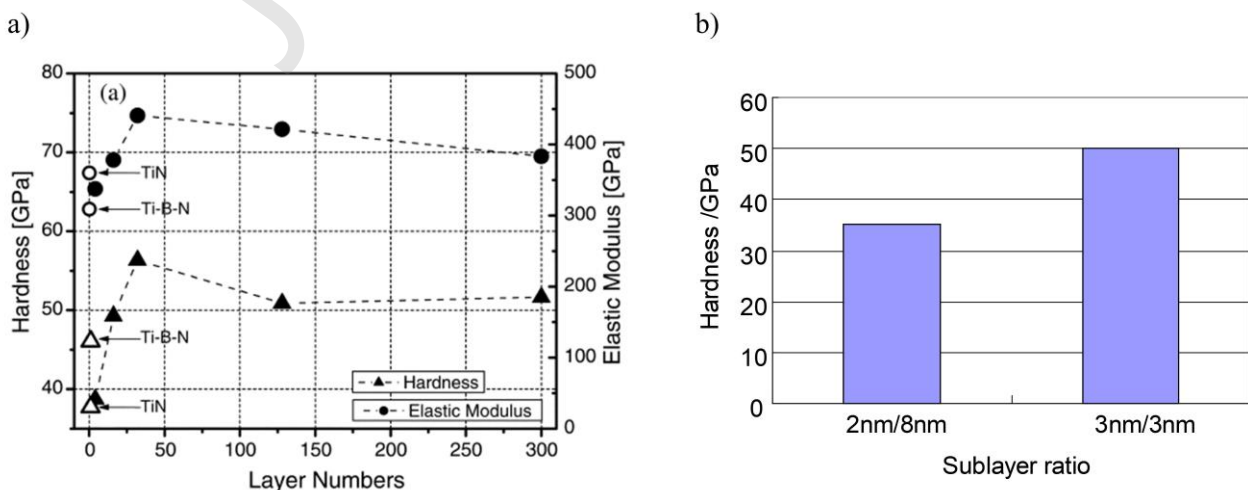 a)
(a)
Hardness [GPa]
80
70
60
50
40
Elastic Modulus [GPa]
500
400
300
200
100
0
TiN
Ti-B-N
Ti-B-N
TiN
Hardness
Elastic Modulus
0 50 100 150 200 250 300
Layer Numbers
b)
Hardness /GPa
60
50
40
30
20
10
0
2nm/8nm 3nm/3nm
Sublayer ratio